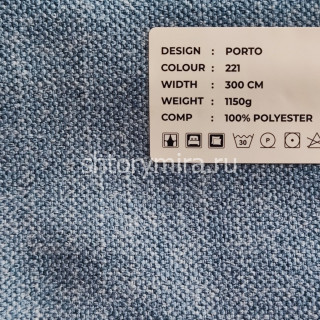 DESIGN : PORTO
COLOUR : 221
WIDTH : 300 CM
WEIGHT : 1150g
COMP : 100% POLYESTER
30 P
shtorymira.ru